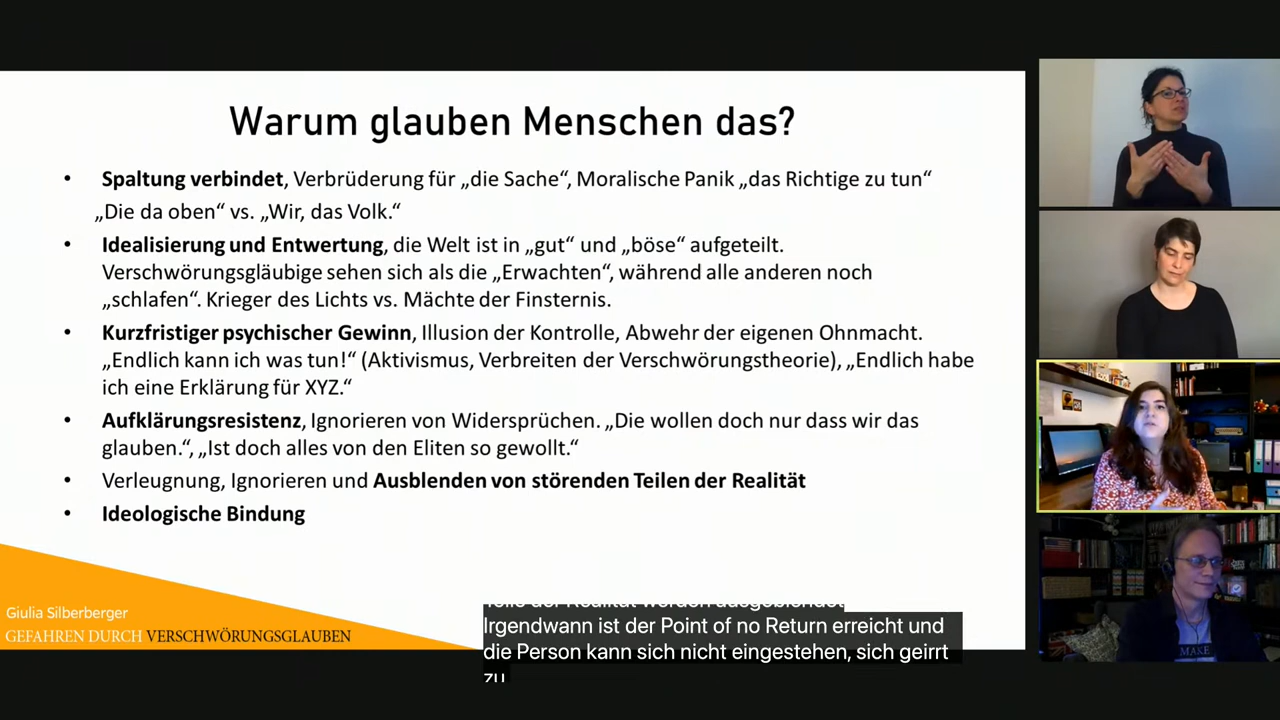 Warum glauben Menschen das?
• Spaltung verbindet, Verbrüderung für „die Sache“, Moralische Panik „das Richtige zu tun“
„Die da oben“ vs. „Wir, das Volk.“
• Idealisierung und Entwertung, die Welt ist in „gut“ und „böse“ aufgeteilt.
Verschwörungsgläubige sehen sich als die „Erwachten“, während alle anderen noch
„schlafen“. Krieger des Lichts vs. Mächte der Finsternis.
• Kurzfristiger psychischer Gewinn, Illusion der Kontrolle, Abwehr der eigenen Ohnmacht.
„Endlich kann ich was tun!“ (Aktivismus, Verbreiten der Verschwörungstheorie), „Endlich habe
ich eine Erklärung für XYZ.“
• Aufklärungsresistenz, Ignorieren von Widersprüchen. „Die wollen doch nur dass wir das
glauben.“, „Ist doch alles von den Eliten so gewollt.“
• Verleugnung, Ignorieren und Ausblenden von störenden Teilen der Realität
• Ideologische Bindung
Giulia Silberberger
GEFAHREN DURCH VERSCHWÖRUNGSGLAUBEN
Teile der Realität werden ausgeblendet
Irgendwann ist der Point of no Return erreicht und
die Person kann sich nicht eingestehen, sich geirrt
zu
MAKE